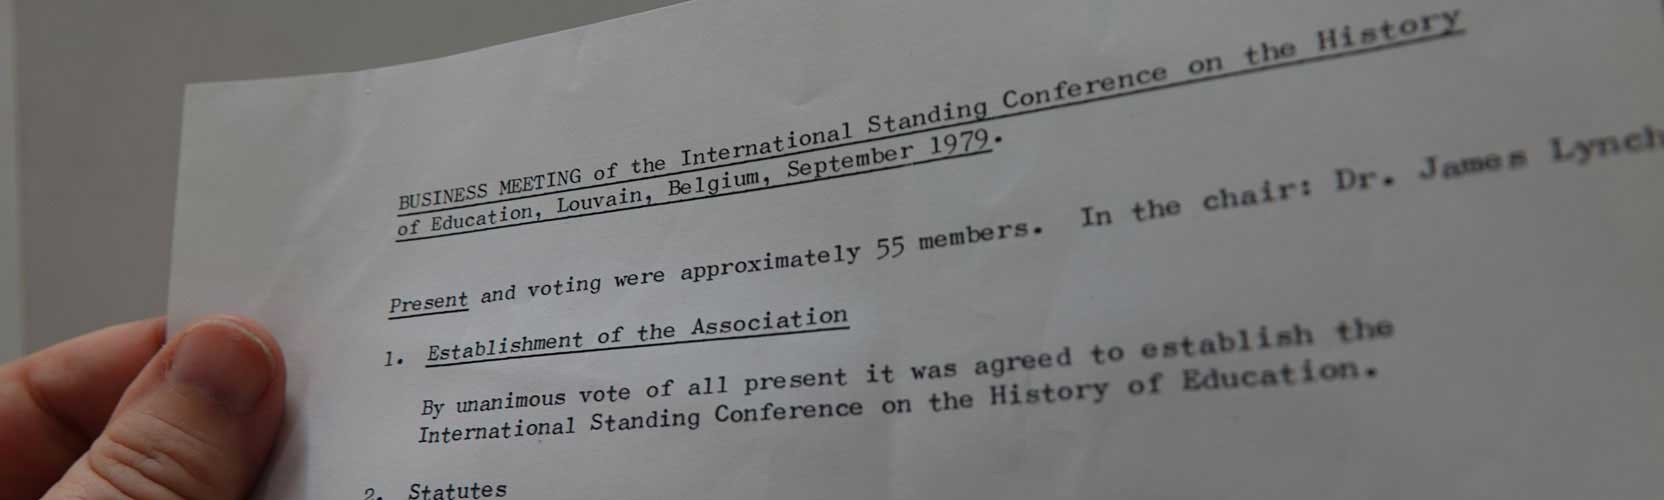 BUSINESS MEETING of the International Standing Conference on the History
of Education, Louvain, Belgium, September 1979.
Present and voting were approximately 55 members. In the chair: Dr. James Lynch
1. Establishment of the Association
By unanimous vote of all present it was agreed to establish the
International Standing Conference on the History of Education.
2. Statutes